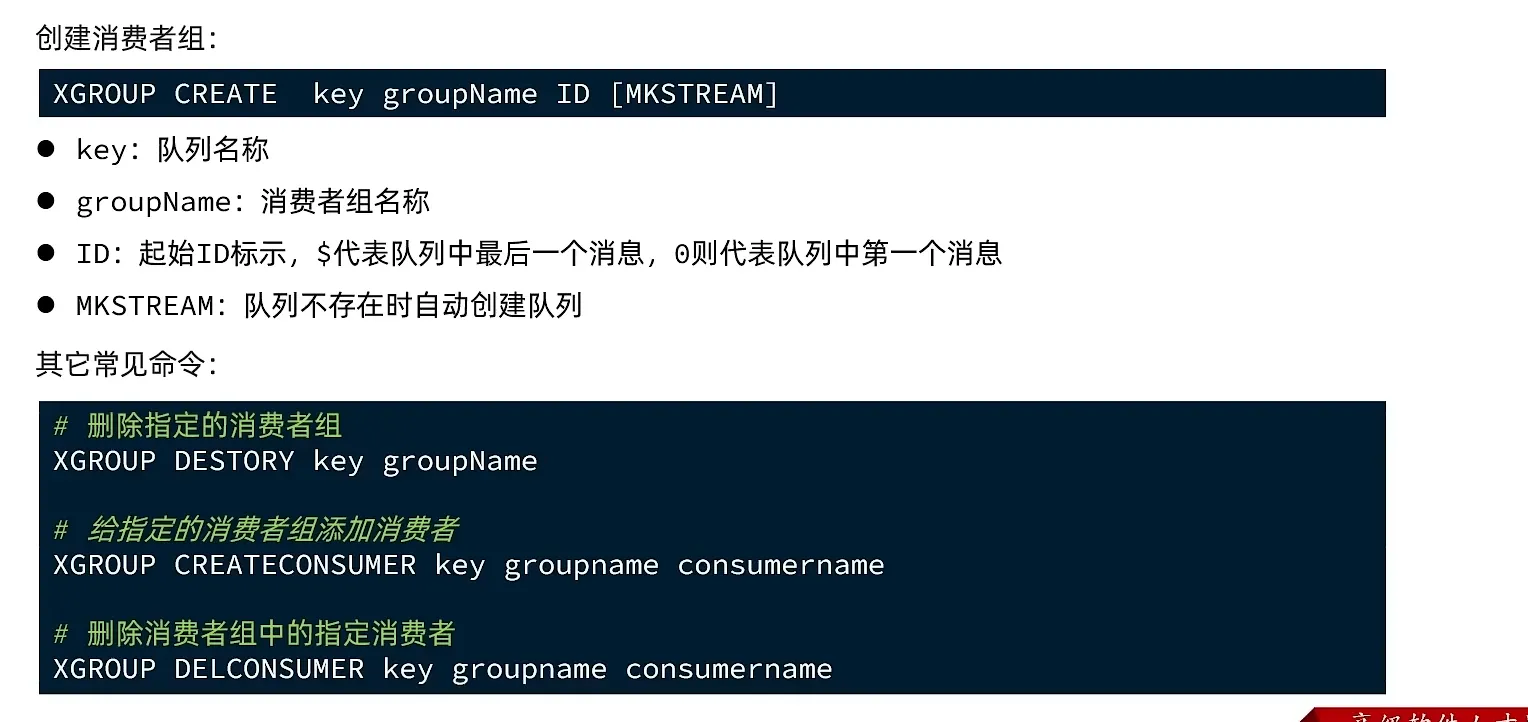 创建消费者组：
XGROUP CREATE  key groupName ID [MKSTREAM]
● key：队列名称
● groupName：消费者组名称
● ID：起始ID标示，$代表队列中最后一个消息，0则代表队列中第一个消息
● MKSTREAM：队列不存在时自动创建队列
其它常见命令：
# 删除指定的消费者组
XGROUP DESTORY key groupName
# 给指定的消费者组添加消费者
XGROUP CREATECONSUMER key groupname consumername
# 删除消费者组中的指定消费者
XGROUP DELCONSUMER key groupname consumername